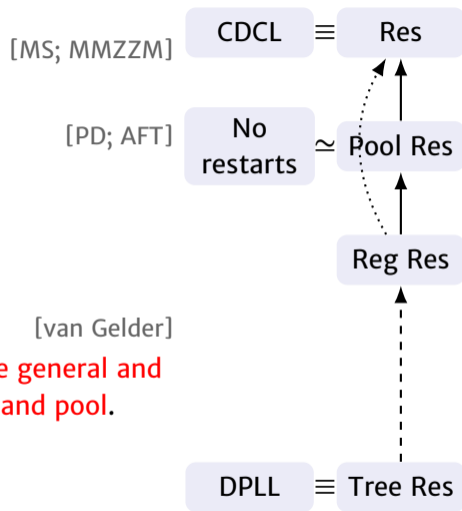 [MS; MMZZM] CDCL ≡ Res
[PD; AFT] No restarts ≃ Pool Res
Reg Res
[van Gelder]
e general and
and pool.
DPLL ≡ Tree Res